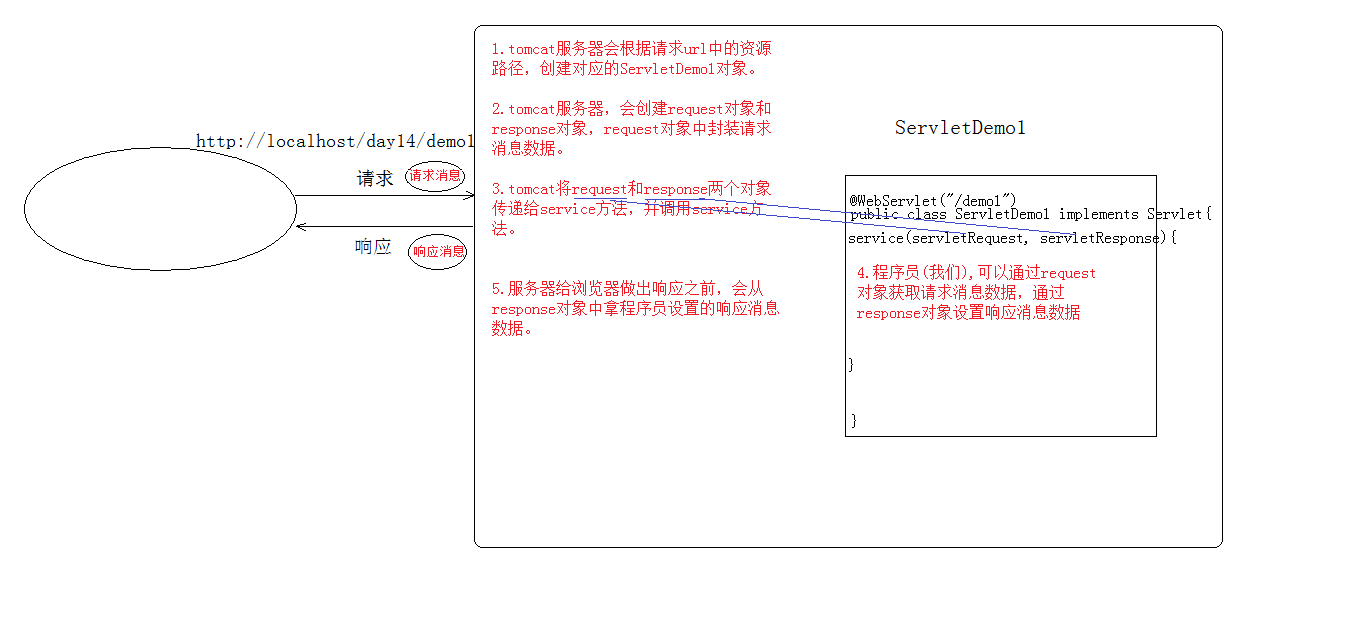 http://localhost/day14/demo1
请求
请求消息
响应
响应消息
1.tomcat服务器会根据请求url中的资源
路径，创建对应的ServletDemo1对象。
2.tomcat服务器，会创建request对象和
response对象，request对象中封装请求
消息数据。
3.tomcat将request和response两个对象
传递给service方法，并调用service方
法。
5.服务器给浏览器做出响应之前，会从
response对象中拿程序员设置的响应消息
数据。
ServletDemo1
@WebServlet("/demo1")
public class ServletDemo1 implements Servlet{
service(servletRequest, servletResponse){
4.程序员(我们),可以通过request
对象获取请求消息数据，通过
response对象设置响应消息数据
}
}